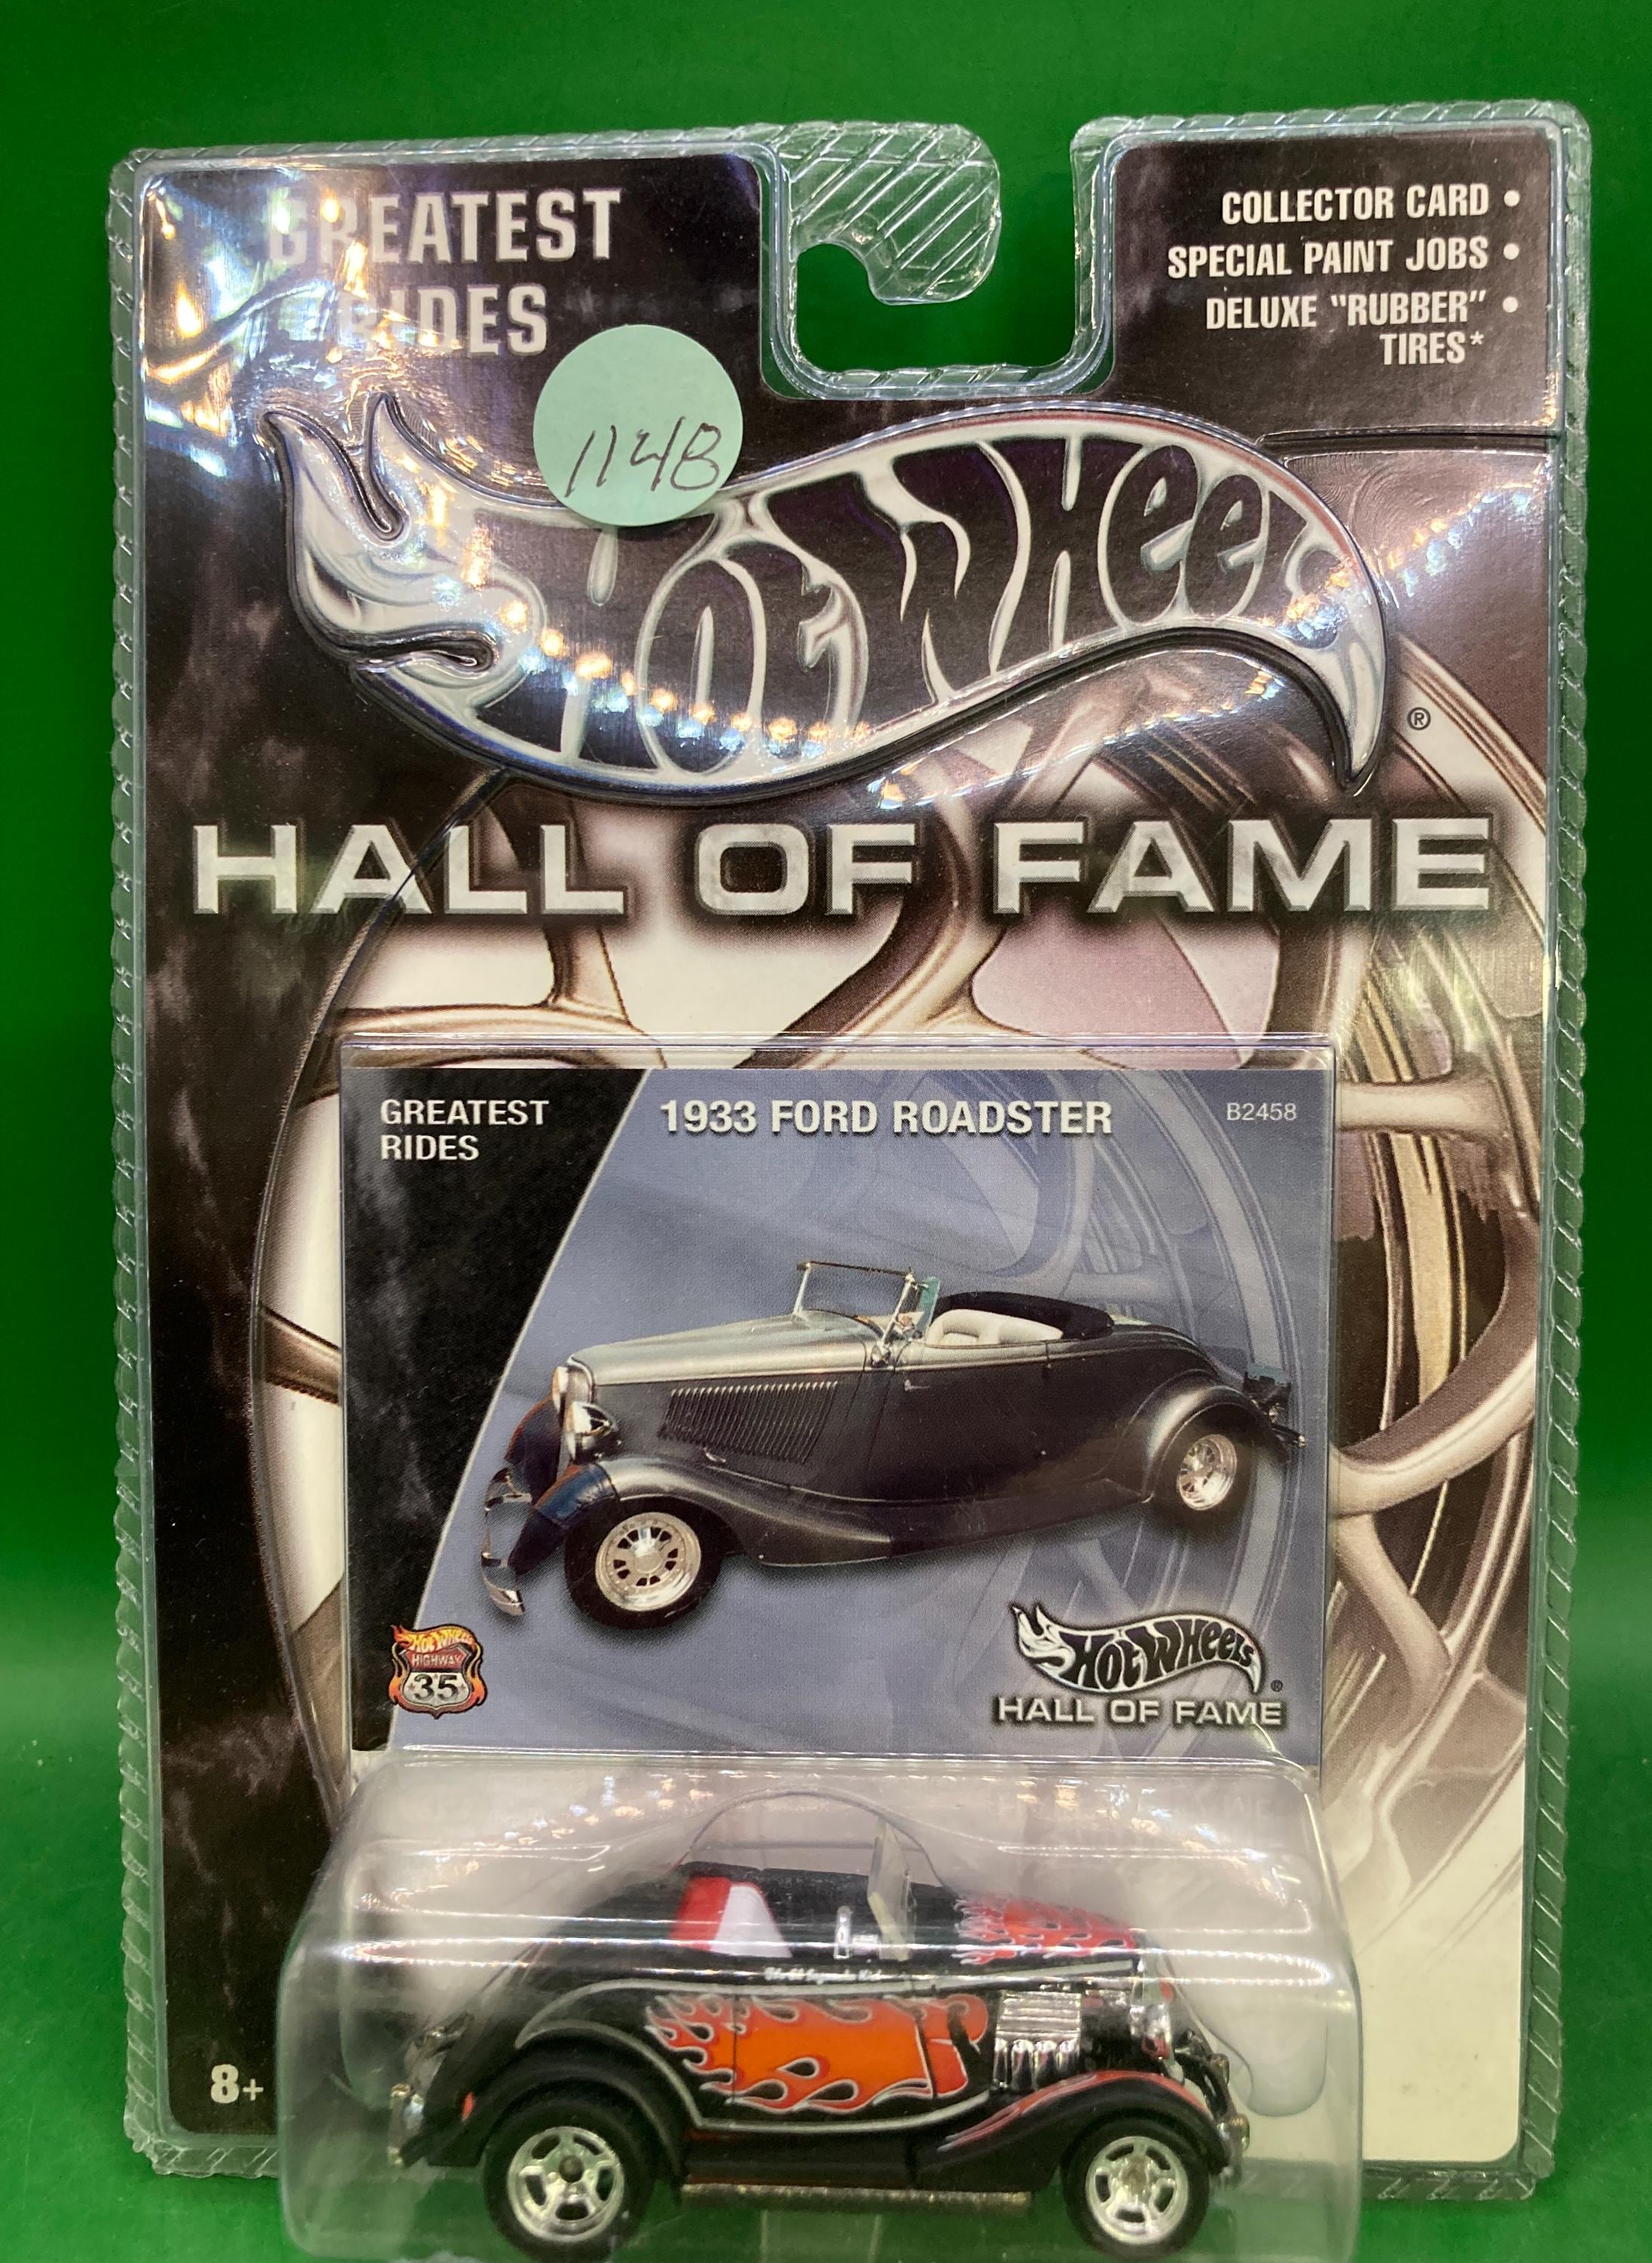 GREATEST
RIDES
COLLECTOR CARD •
SPECIAL PAINT JOBS •
DELUXE "RUBBER" •
TIRES*
1148
HOT WHEELS
®
HALL OF FAME
GREATEST
RIDES
1933 FORD ROADSTER
B2458
HOT WHEELS
HIGHWAY
35
HOT WHEELS
®
HALL OF FAME
8+